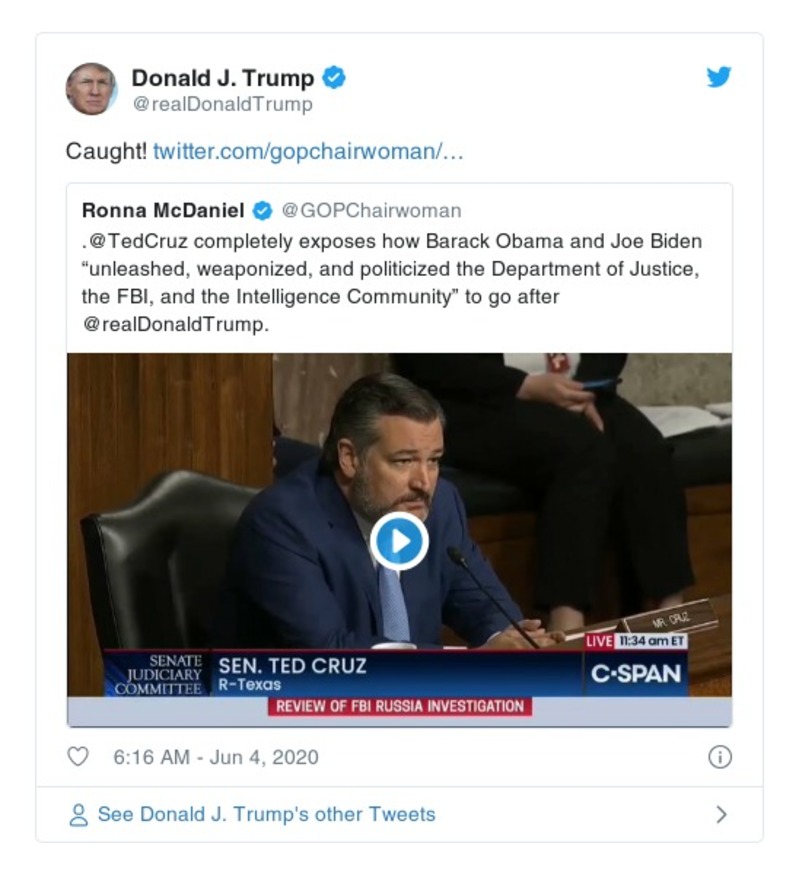 Donald J. Trump
@realDonaldTrump
Caught! twitter.com/gopchairwoman/…
Ronna McDaniel @GOPChairwoman
.@TedCruz completely exposes how Barack Obama and Joe Biden
“unleashed, weaponized, and politicized the Department of Justice,
the FBI, and the Intelligence Community” to go after
@realDonaldTrump.
MR. CRUZ
LIVE 11:34 am ET
SENATE
JUDICIARY
COMMITTEE
SEN. TED CRUZ
R-Texas
C-SPAN
REVIEW OF FBI RUSSIA INVESTIGATION
6:16 AM - Jun 4, 2020
See Donald J. Trump's other Tweets